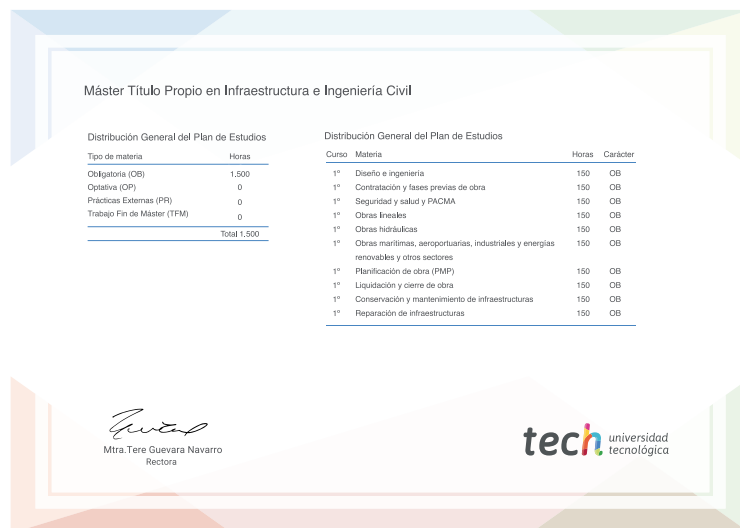 Máster Título Propio en Infraestructura e Ingeniería Civil
Distribución General del Plan de Estudios
Tipo de materia Horas
Obligatoria (OB) 1.500
Optativa (OP) 0
Prácticas Externas (PR) 0
Trabajo Fin de Máster (TFM) 0
Total 1.500
Distribución General del Plan de Estudios
Curso Materia Horas Carácter
1º Diseño e ingeniería 150 OB
1º Contratación y fases previas de obra 150 OB
1º Seguridad y salud y PACMA 150 OB
1º Obras lineales 150 OB
1º Obras hidráulicas 150 OB
1º Obras marítimas, aeroportuarias, industriales y energías 150 OB
renovables y otros sectores
1º Planificación de obra (PMP) 150 OB
1º Liquidación y cierre de obra 150 OB
1º Conservación y mantenimiento de infraestructuras 150 OB
1º Reparación de infraestructuras 150 OB
Mtra.Tere Guevara Navarro
Rectora
tech universidad
tecnológica